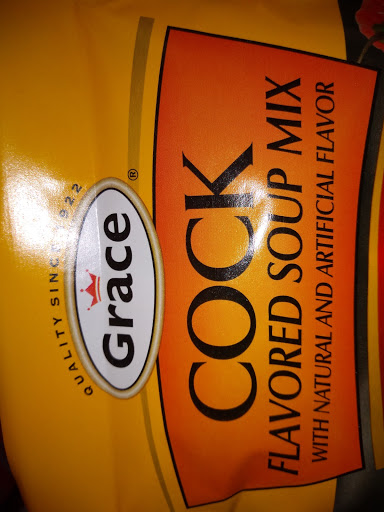 QUALITY SINCE 1922
Grace®
COCK
FLAVORED SOUP MIX
WITH NATURAL AND ARTIFICIAL FLAVOR